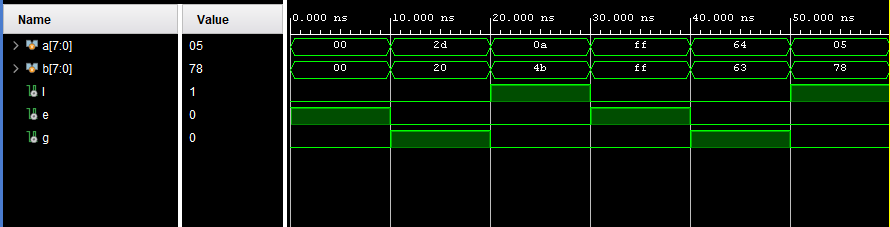 Name Value 0.000 ns 10.000 ns 20.000 ns 30.000 ns 40.000 ns 50.000 ns
a[7:0] 05 00 2d 0a ff 64 05
b[7:0] 78 00 20 4b ff 63 78
l 1
e 0
g 0